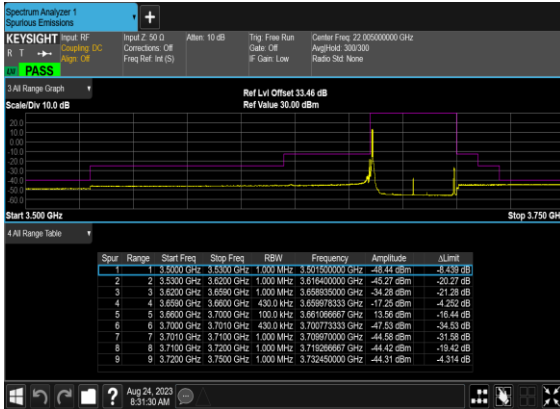 Spectrum Analyzer 1
Spurious Emissions
KEYSIGHT Input: RF Input Z: 50 Ω Atten: 10 dB Trig: Free Run Center Freq: 22.005000000 GHz
R T Coupling: DC Corrections: Off Gate: Off Avg|Hold: 300/300
Align: Off Freq Ref: Int (S) IF Gain: Low Radio Std: None
PASS
3 All Range Graph Ref Lvl Offset 33.46 dB
Scale/Div 10.0 dB Ref Value 30.00 dBm
20.0
10.0
0.00
-10.0
-20.0
-30.0
-40.0
-50.0
-60.0
Start 3.500 GHz Stop 3.750 GH
4 All Range Table
Spur Range Start Freq Stop Freq RBW Frequency Amplitude ΔLimit
1 1 3.5000 GHz 3.5300 GHz 1.000 MHz 3.501500000 GHz -48.44 dBm -8.439 dB
2 2 3.5300 GHz 3.6200 GHz 1.000 MHz 3.616400000 GHz -45.27 dBm -20.27 dB
3 3 3.6200 GHz 3.6590 GHz 1.000 MHz 3.658935000 GHz -34.28 dBm -21.28 dB
4 4 3.6590 GHz 3.6600 GHz 430.0 kHz 3.659978333 GHz -17.25 dBm -4.252 dB
5 5 3.6600 GHz 3.7000 GHz 100.0 kHz 3.661066667 GHz 13.56 dBm -16.44 dB
6 6 3.7000 GHz 3.7010 GHz 430.0 kHz 3.700773333 GHz -47.53 dBm -34.53 dB
7 7 3.7010 GHz 3.7100 GHz 1.000 MHz 3.709970000 GHz -44.58 dBm -31.58 dB
8 8 3.7100 GHz 3.7200 GHz 1.000 MHz 3.719266667 GHz -44.42 dBm -19.42 dB
9 9 3.7200 GHz 3.7500 GHz 1.000 MHz 3.732450000 GHz -44.31 dBm -4.314 dB
Aug 24, 2023
8:31:30 AM